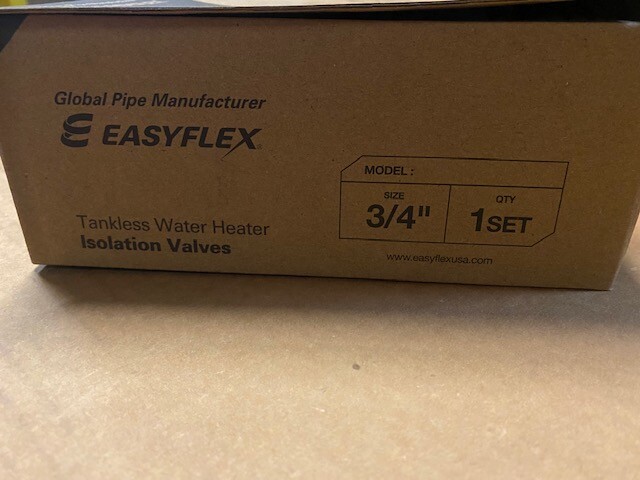 Global Pipe Manufacturer
EASYFLEX
Tankless Water Heater
Isolation Valves
MODEL :
SIZE
3/4"
QTY
1SET
www.easyflexusa.com